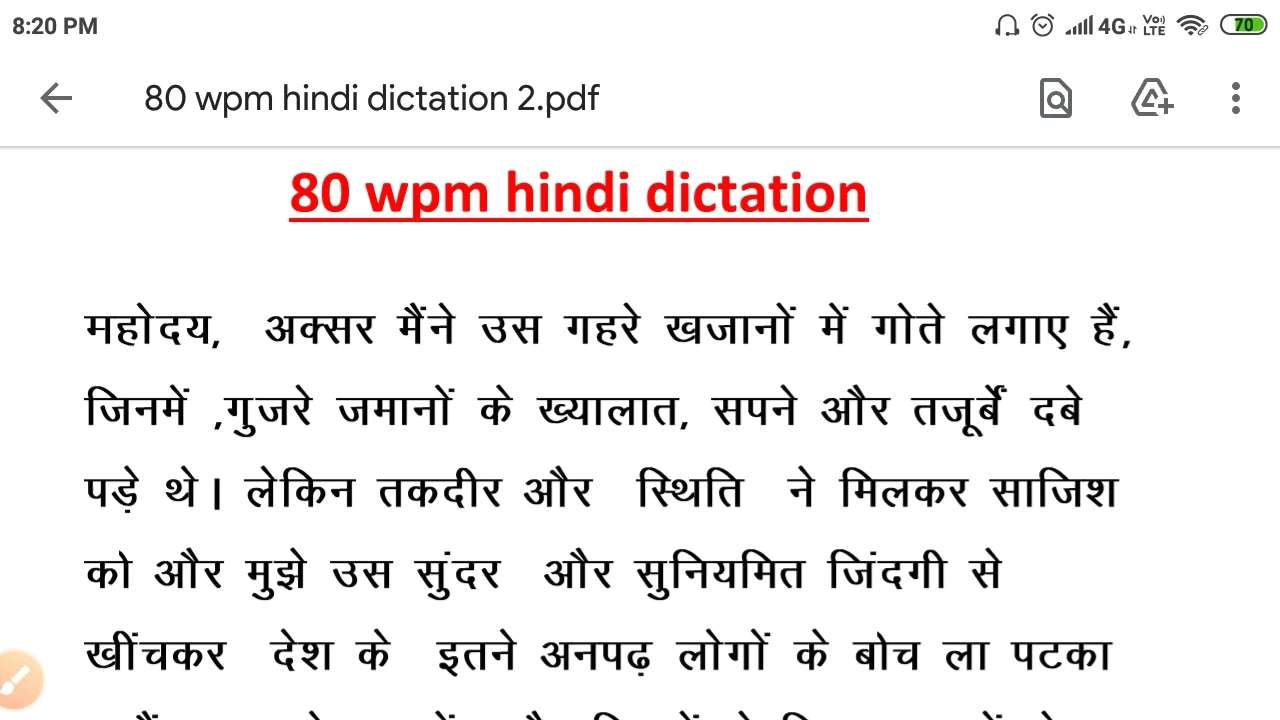 8:20 PM 4G Vo) LTE 70
80 wpm hindi dictation 2.pdf
80 wpm hindi dictation
महोदय, अक्सर मैंने उस गहरे खजानों में गोते लगाए हैं,
जिनमें ,गुजरे जमानों के ख्यालात, सपने और तजूर्बे दबे
पड़े थे। लेकिन तकदीर और स्थिति ने मिलकर साजिश
को और मुझे उस सुंदर और सुनियमित जिंदगी से
खींचकर देश के इतने अनपढ़ लोगों के बोच ला पटका